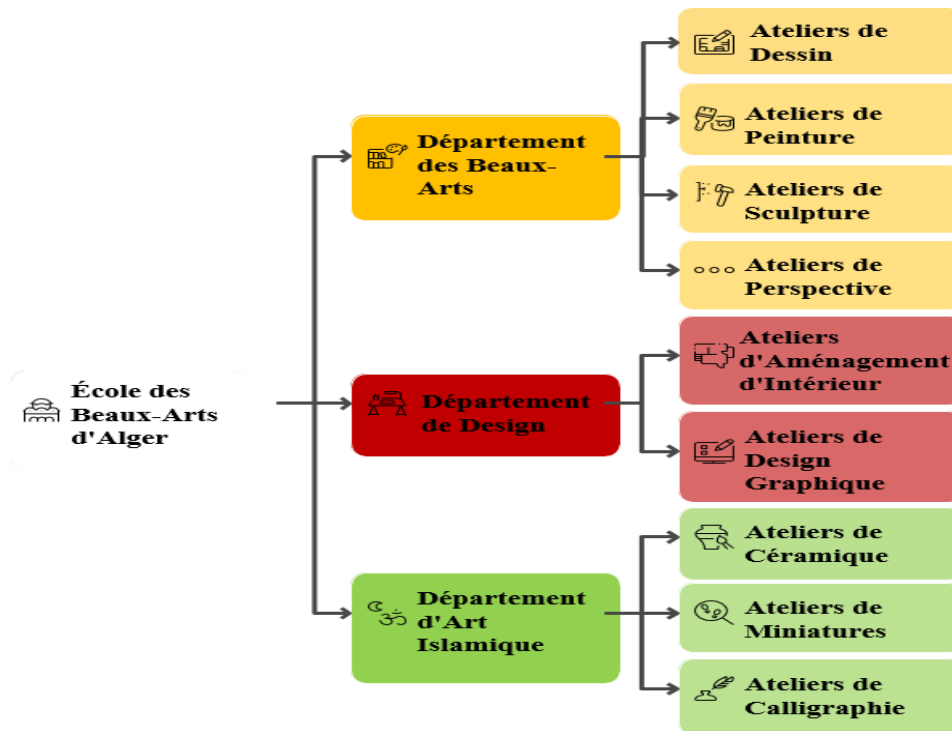 École des
Beaux-Arts
d'Alger
Département
des Beaux-
Arts
Ateliers de
Dessin
Ateliers de
Peinture
Ateliers de
Sculpture
Ateliers de
Perspective
Département
de Design
Ateliers
d'Aménagement
d'Intérieur
Ateliers de
Design
Graphique
Département
d'Art
Islamique
Ateliers de
Céramique
Ateliers de
Miniatures
Ateliers de
Calligraphie